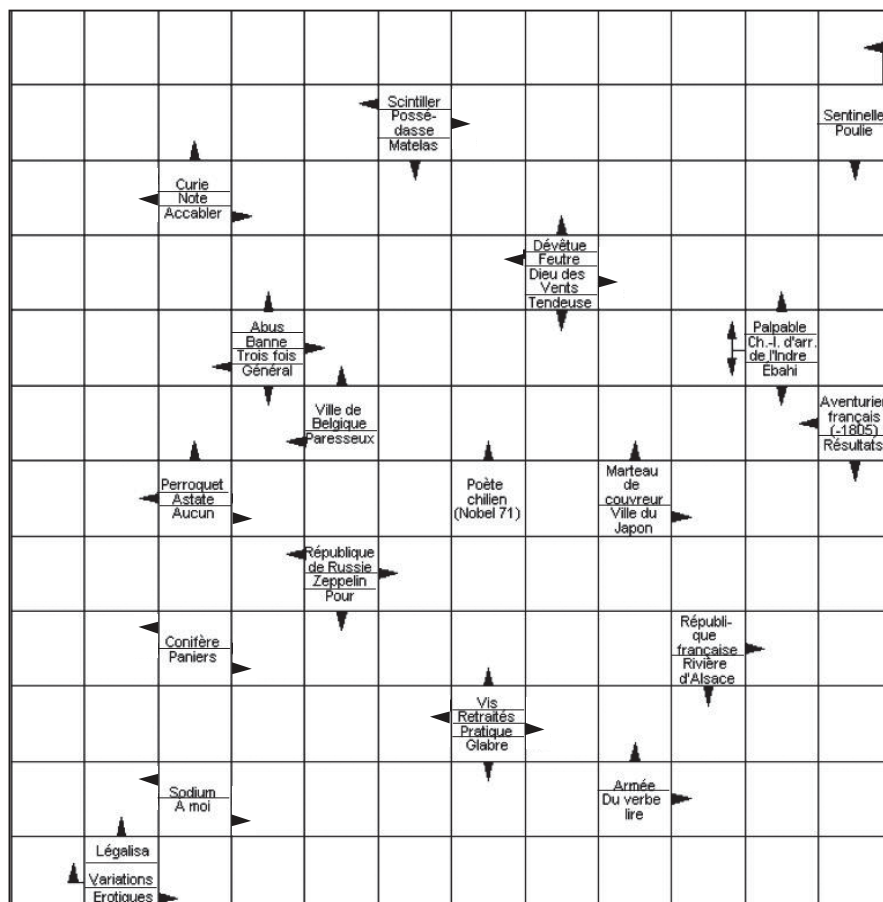 Scintiller
Possé-
dasse
Matelas
Sentinelle
Poulie
Curie
Note
Accabler
Dévêtue
Feutre
Dieu des
Vents
Tendeuse
Abus
Banne
Trois fois
Général
Palpable
Ch.-l. d'arr.
de l'Indre
Ébahi
Ville de
Belgique
Paresseux
Aventurier
français
(-1805)
Résultats
Perroquet
Astate
Aucun
Poète
chilien
(Nobel 71)
Marteau
de
couvreur
Ville du
Japon
République
de Russie
Zeppelin
Pour
Conifère
Paniers
Républi-
que
française
Rivière
d'Alsace
Vis
Retraités
Pratique
Glabre
Sodium
A moi
Armée
Du verbe
lire
Légalisa
Variations
Erotiques